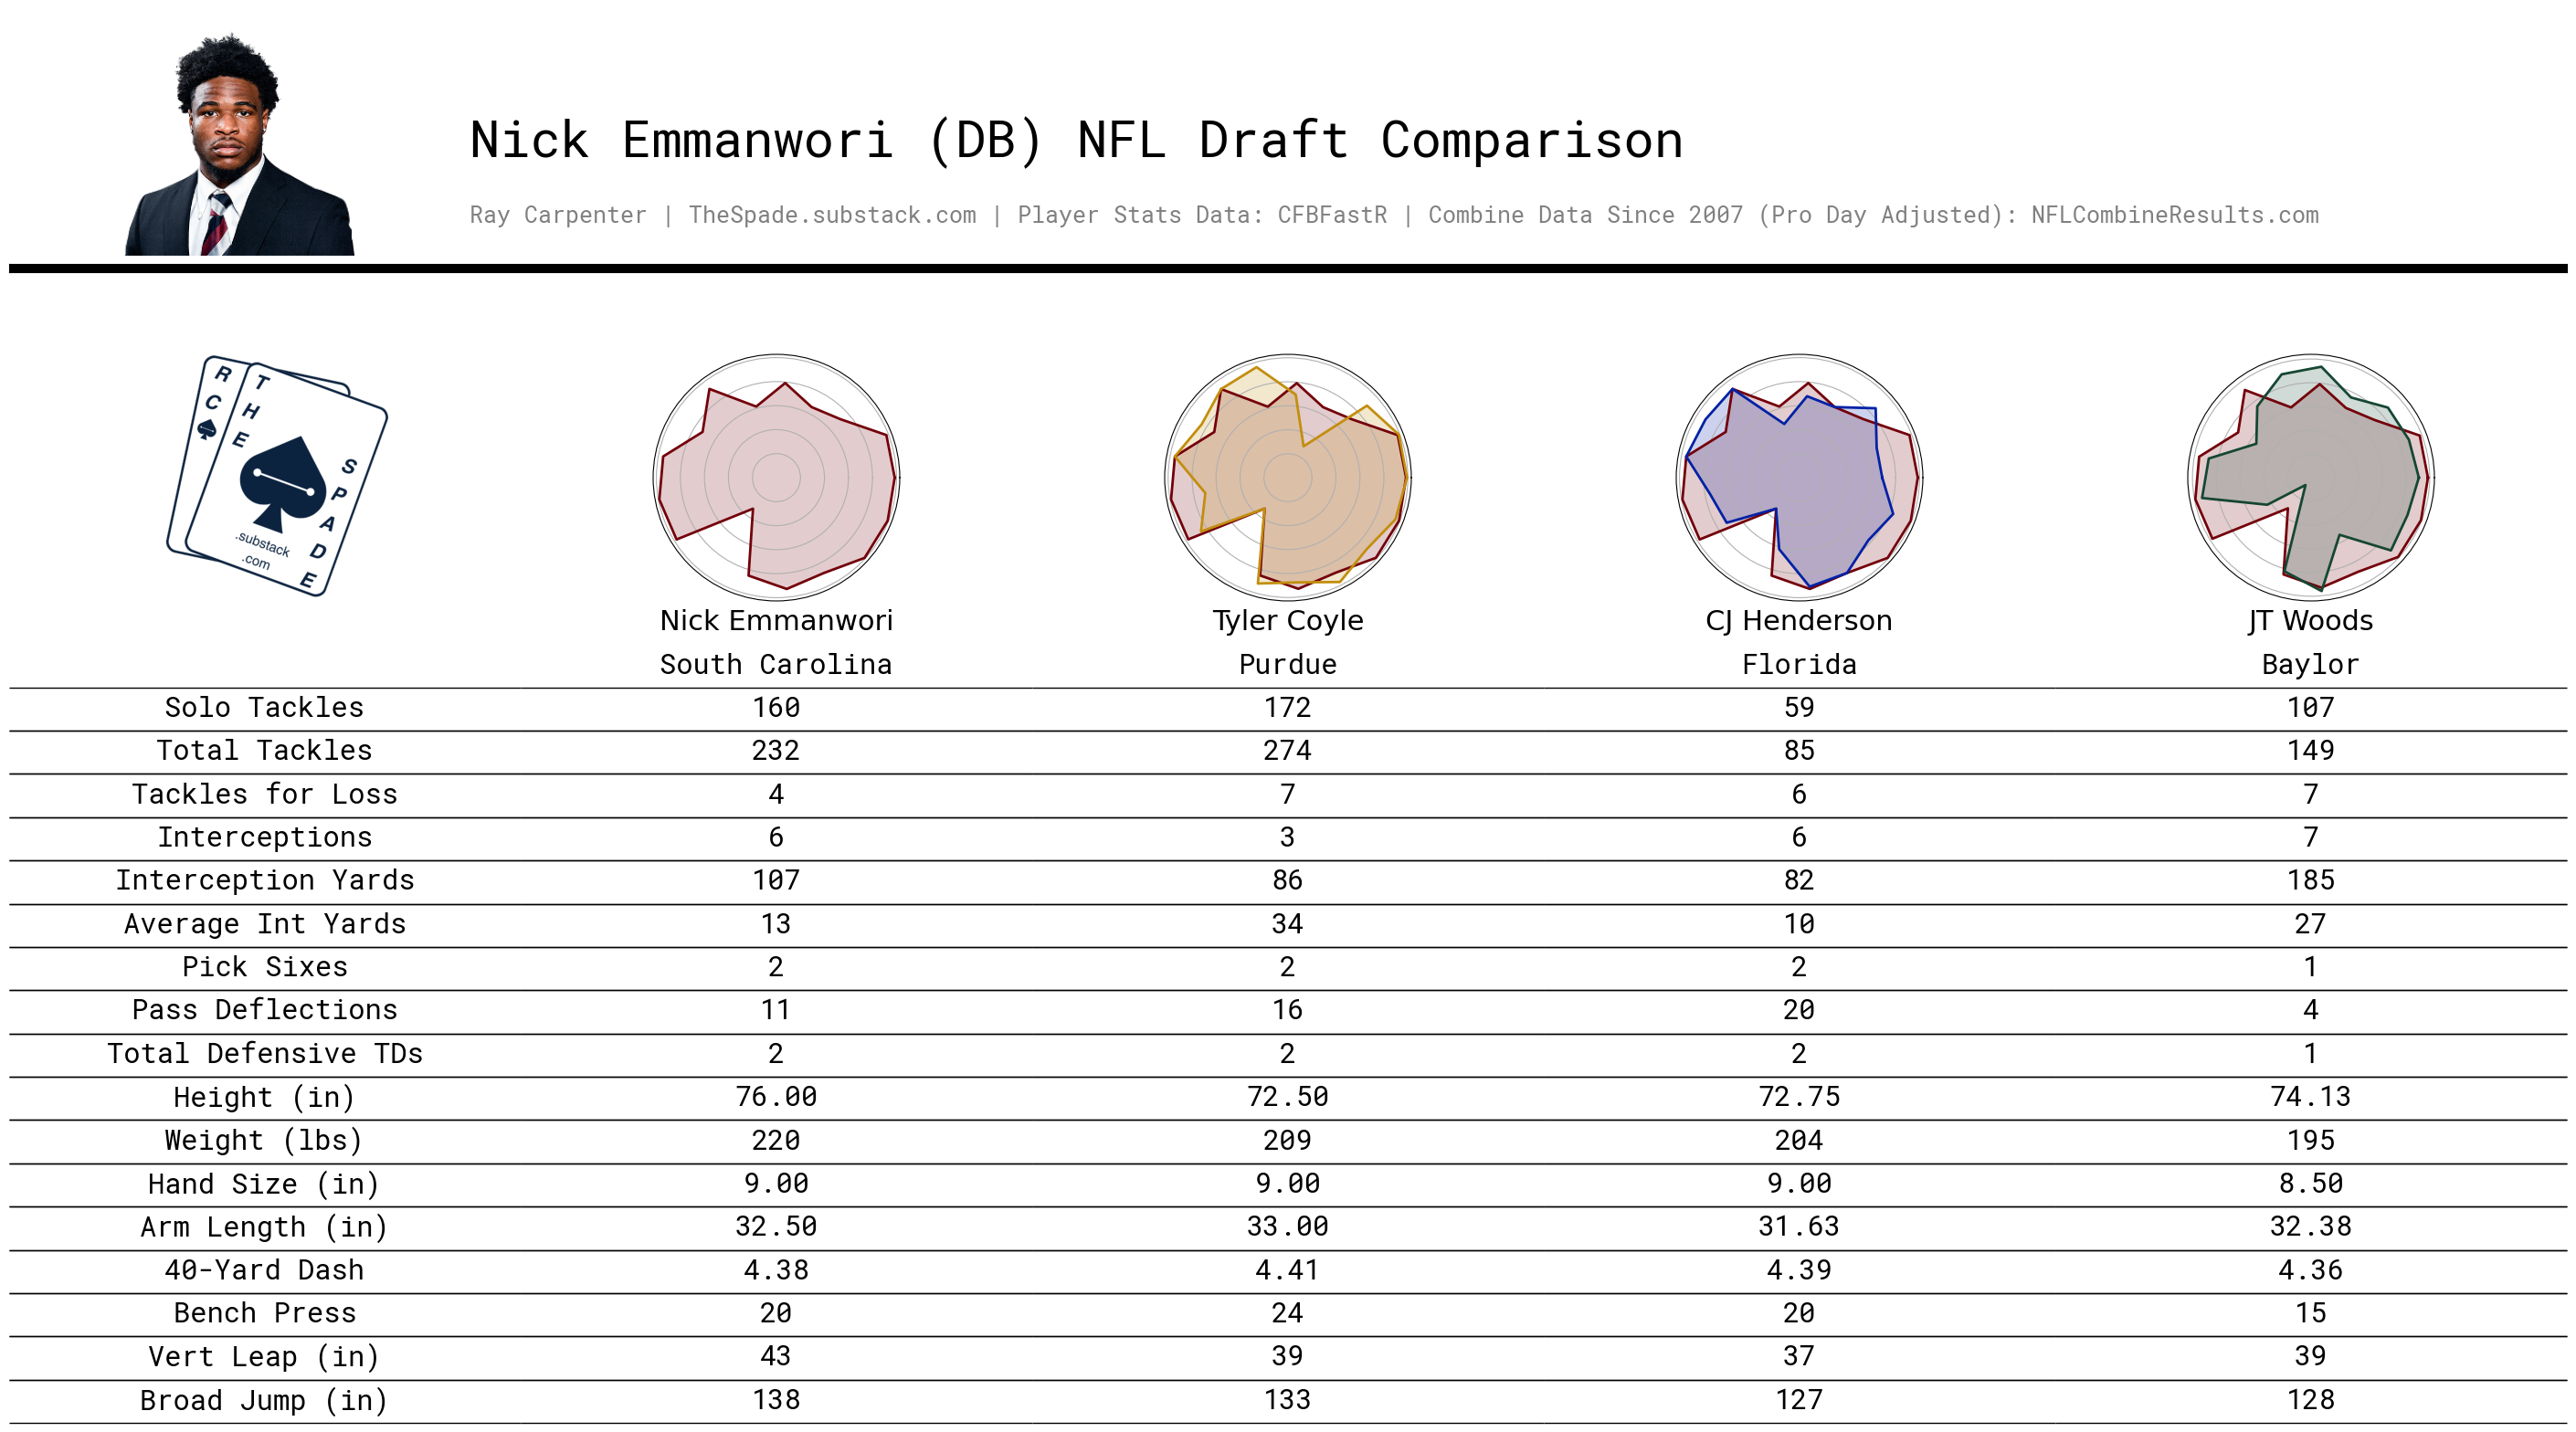 Nick Emmanwori (DB) NFL Draft Comparison
Ray Carpenter | TheSpade.substack.com | Player Stats Data: CFBFastR | Combine Data Since 2007 (Pro Day Adjusted): NFLCombineResults.com
RC
THE
SPADE
.substack
.com
Nick Emmanwori Tyler Coyle CJ Henderson JT Woods
South Carolina Purdue Florida Baylor
Solo Tackles 160 172 59 107
Total Tackles 232 274 85 149
Tackles for Loss 4 7 6 7
Interceptions 6 3 6 7
Interception Yards 107 86 82 185
Average Int Yards 13 34 10 27
Pick Sixes 2 2 2 1
Pass Deflections 11 16 20 4
Total Defensive TDs 2 2 2 1
Height (in) 76.00 72.50 72.75 74.13
Weight (lbs) 220 209 204 195
Hand Size (in) 9.00 9.00 9.00 8.50
Arm Length (in) 32.50 33.00 31.63 32.38
40-Yard Dash 4.38 4.41 4.39 4.36
Bench Press 20 24 20 15
Vert Leap (in) 43 39 37 39
Broad Jump (in) 138 133 127 128